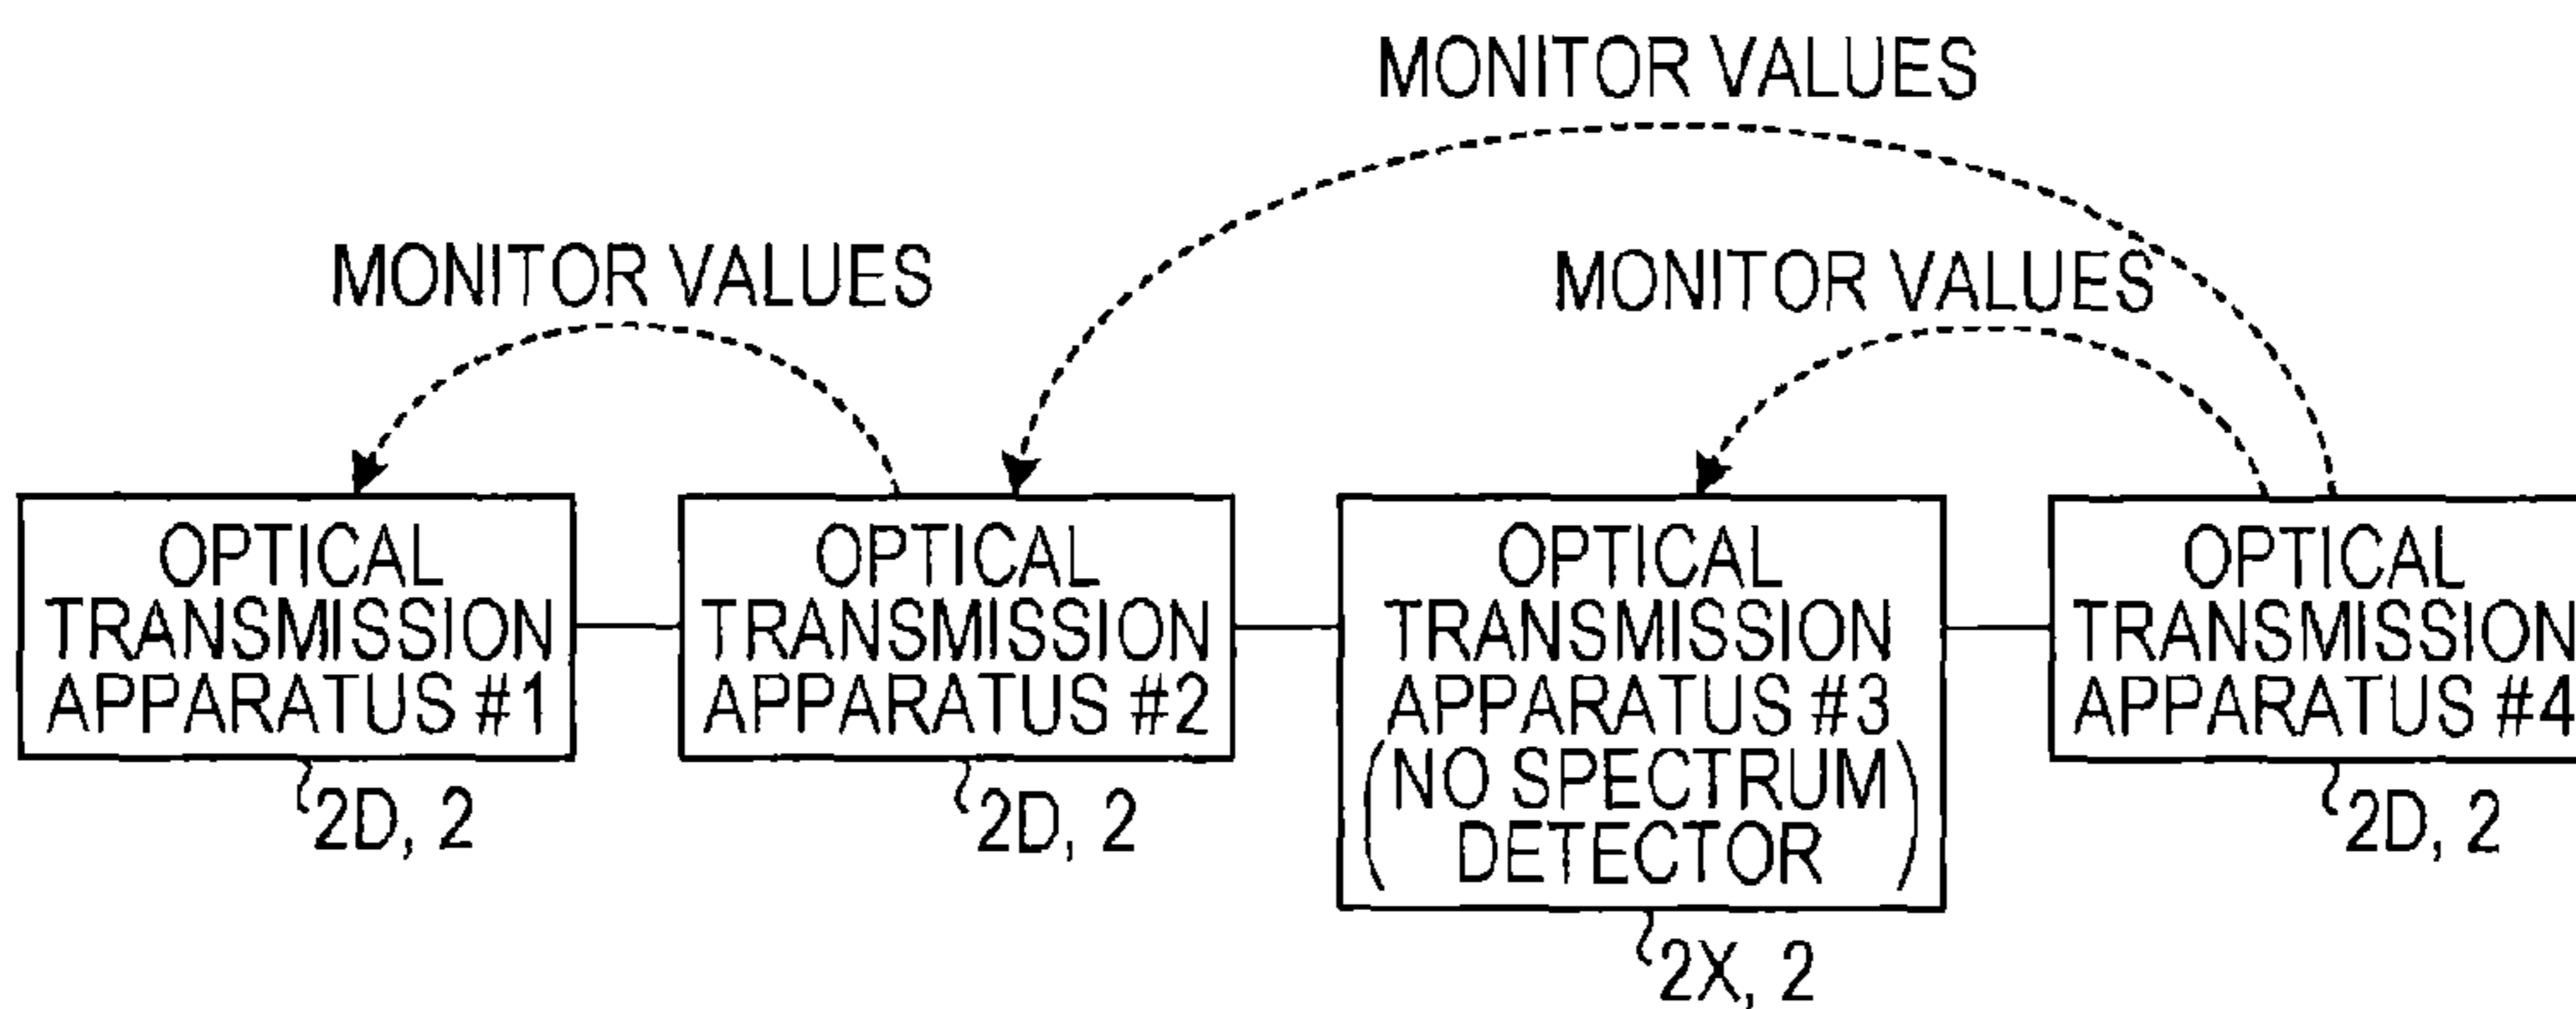 MONITOR VALUES
MONITOR VALUES
MONITOR VALUES
OPTICAL
TRANSMISSION
APPARATUS #1
2D, 2
OPTICAL
TRANSMISSION
APPARATUS #2
2D, 2
OPTICAL
TRANSMISSION
APPARATUS #3
(NO SPECTRUM
DETECTOR)
2X, 2
OPTICAL
TRANSMISSION
APPARATUS #4
2D, 2